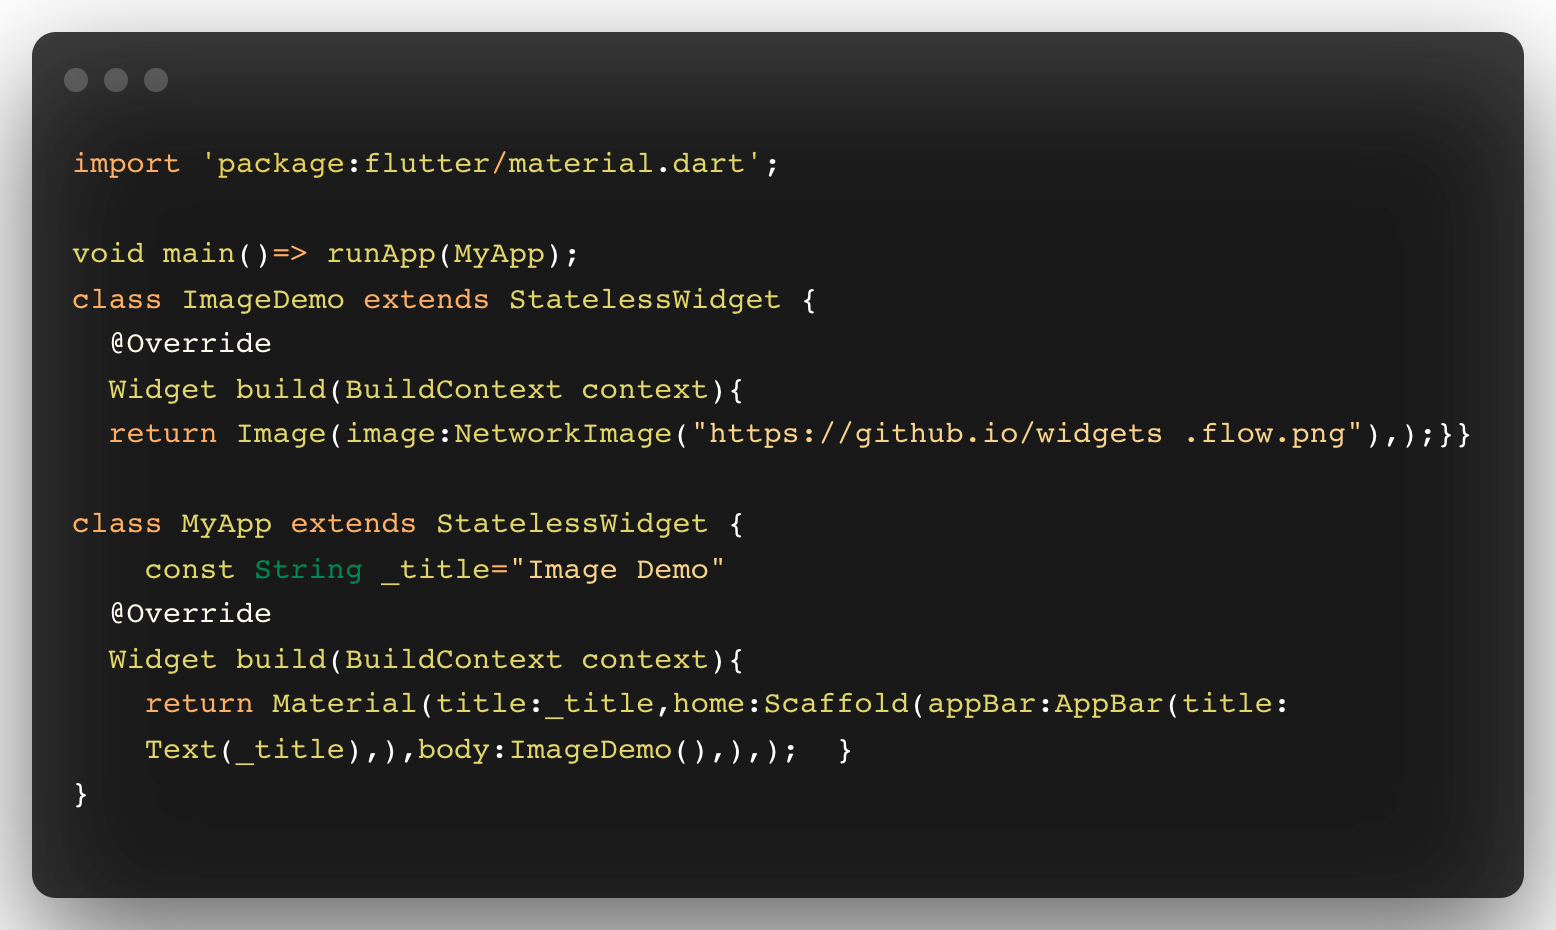 import 'package:flutter/material.dart';
void main()=> runApp(MyApp);
class ImageDemo extends StatelessWidget {
@Override
Widget build(BuildContext context){
return Image(image:NetworkImage("https://github.io/widgets .flow.png"),);}}
class MyApp extends StatelessWidget {
const String _title="Image Demo"
@Override
Widget build(BuildContext context){
return Material(title:_title,home:Scaffold(appBar:AppBar(title:
Text(_title),),body:ImageDemo(),),);  }
}